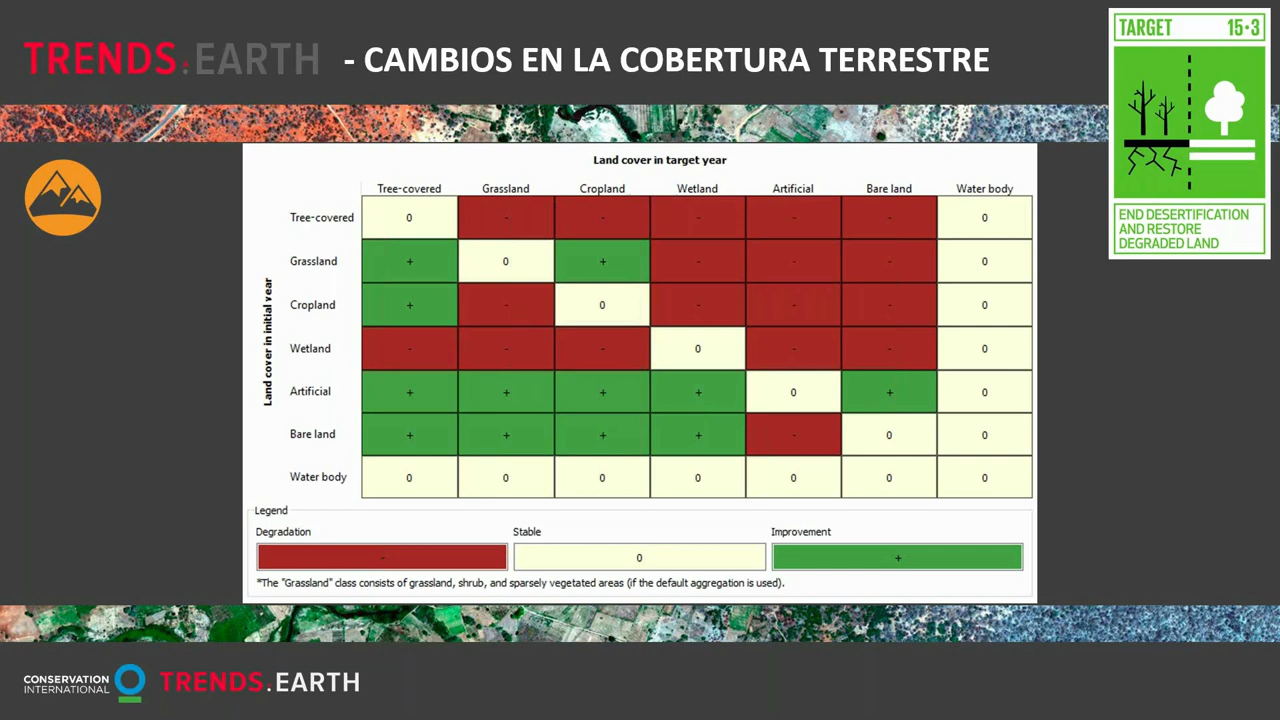 TRENDS.EARTH - CAMBIOS EN LA COBERTURA TERRESTRE
TARGET 15·3
END DESERTIFICATION
AND RESTORE
DEGRADED LAND
Land cover in target year
Tree-covered Grassland Cropland Wetland Artificial Bare land Water body
Land cover in initial year
Tree-covered 0 - - - - - 0
Grassland + 0 + - - - 0
Cropland + - 0 - - - 0
Wetland - - - 0 - - 0
Artificial + + + + 0 + 0
Bare land + + + + - 0 0
Water body 0 0 0 0 0 0 0
Legend
Degradation Stable Improvement
- 0 +
*The "Grassland" class consists of grassland, shrub, and sparsely vegetated areas (if the default aggregation is used).
CONSERVATION
INTERNATIONAL
TRENDS.EARTH